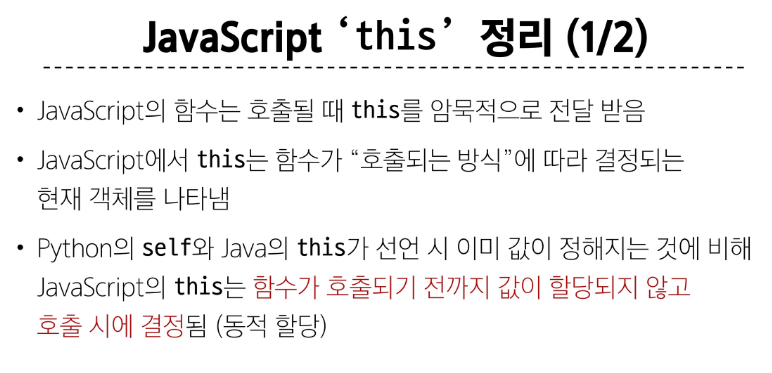 JavaScript ‘this’ 정리 (1/2)
• JavaScript의 함수는 호출될 때 this를 암묵적으로 전달 받음
• JavaScript에서 this는 함수가 “호출되는 방식”에 따라 결정되는
현재 객체를 나타냄
• Python의 self와 Java의 this가 선언 시 이미 값이 정해지는 것에 비해
JavaScript의 this는 함수가 호출되기 전까지 값이 할당되지 않고
호출 시에 결정됨 (동적 할당)